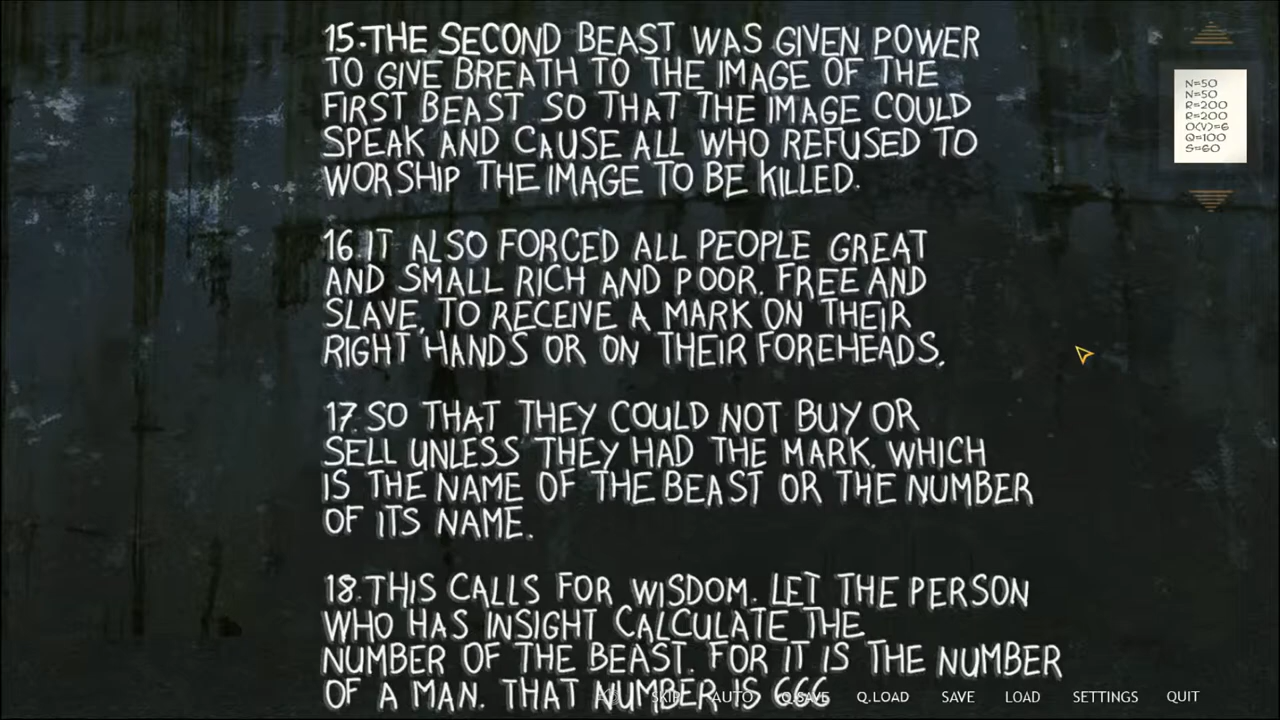 15.THE SECOND BEAST WAS GIVEN POWER
TO GIVE BREATH TO THE IMAGE OF THE
FIRST BEAST SO THAT THE IMAGE COULD
SPEAK AND CAUSE ALL WHO REFUSED TO
WORSHIP THE IMAGE TO BE KILLED.
16.IT ALSO FORCED ALL PEOPLE GREAT
AND SMALL RICH AND POOR, FREE AND
SLAVE, TO RECEIVE A MARK ON THEIR
RIGHT HANDS OR ON THEIR FOREHEADS,
17.SO THAT THEY COULD NOT BUY OR
SELL UNLESS THEY HAD THE MARK, WHICH
IS THE NAME OF THE BEAST OR THE NUMBER
OF ITS NAME.
18.THIS CALLS FOR WISDOM. LET THE PERSON
WHO HAS INSIGHT CALCULATE THE
NUMBER OF THE BEAST. FOR IT IS THE NUMBER
OF A MAN. THAT NUMBER IS 666
N=50
N=50
R=200
R=200
O(V)=6
Q=100
S=60
SKIP AUTO Q.SAVE Q.LOAD SAVE LOAD SETTINGS QUIT